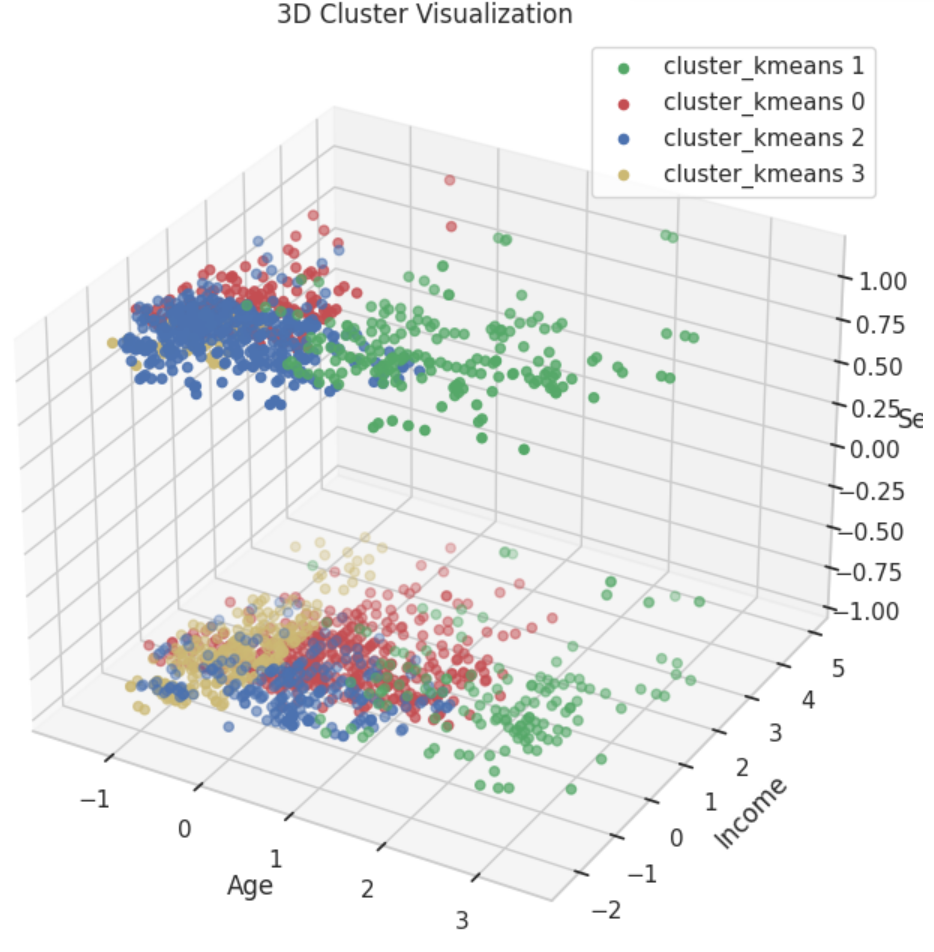 3D Cluster Visualization
cluster_kmeans 1
cluster_kmeans 0
cluster_kmeans 2
cluster_kmeans 3
1.00
0.75
0.50
0.25
Se
0.00
−0.25
−0.50
−0.75
−1.00
5
4
3
2
1
0
−1
−2
Income
−1
0
1
2
3
Age